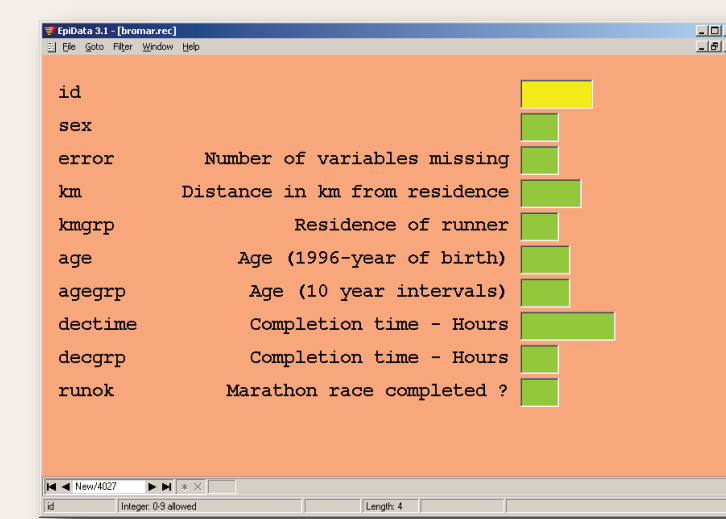 EpiData 3.1 - [bromar.rec]
File Goto Filter Window Help
id
sex
error Number of variables missing
km Distance in km from residence
kmgrp Residence of runner
age Age (1996-year of birth)
agegrp Age (10 year intervals)
dectime Completion time - Hours
decgrp Completion time - Hours
runok Marathon race completed ?
New/4027
id Integer: 0-9 allowed Length: 4